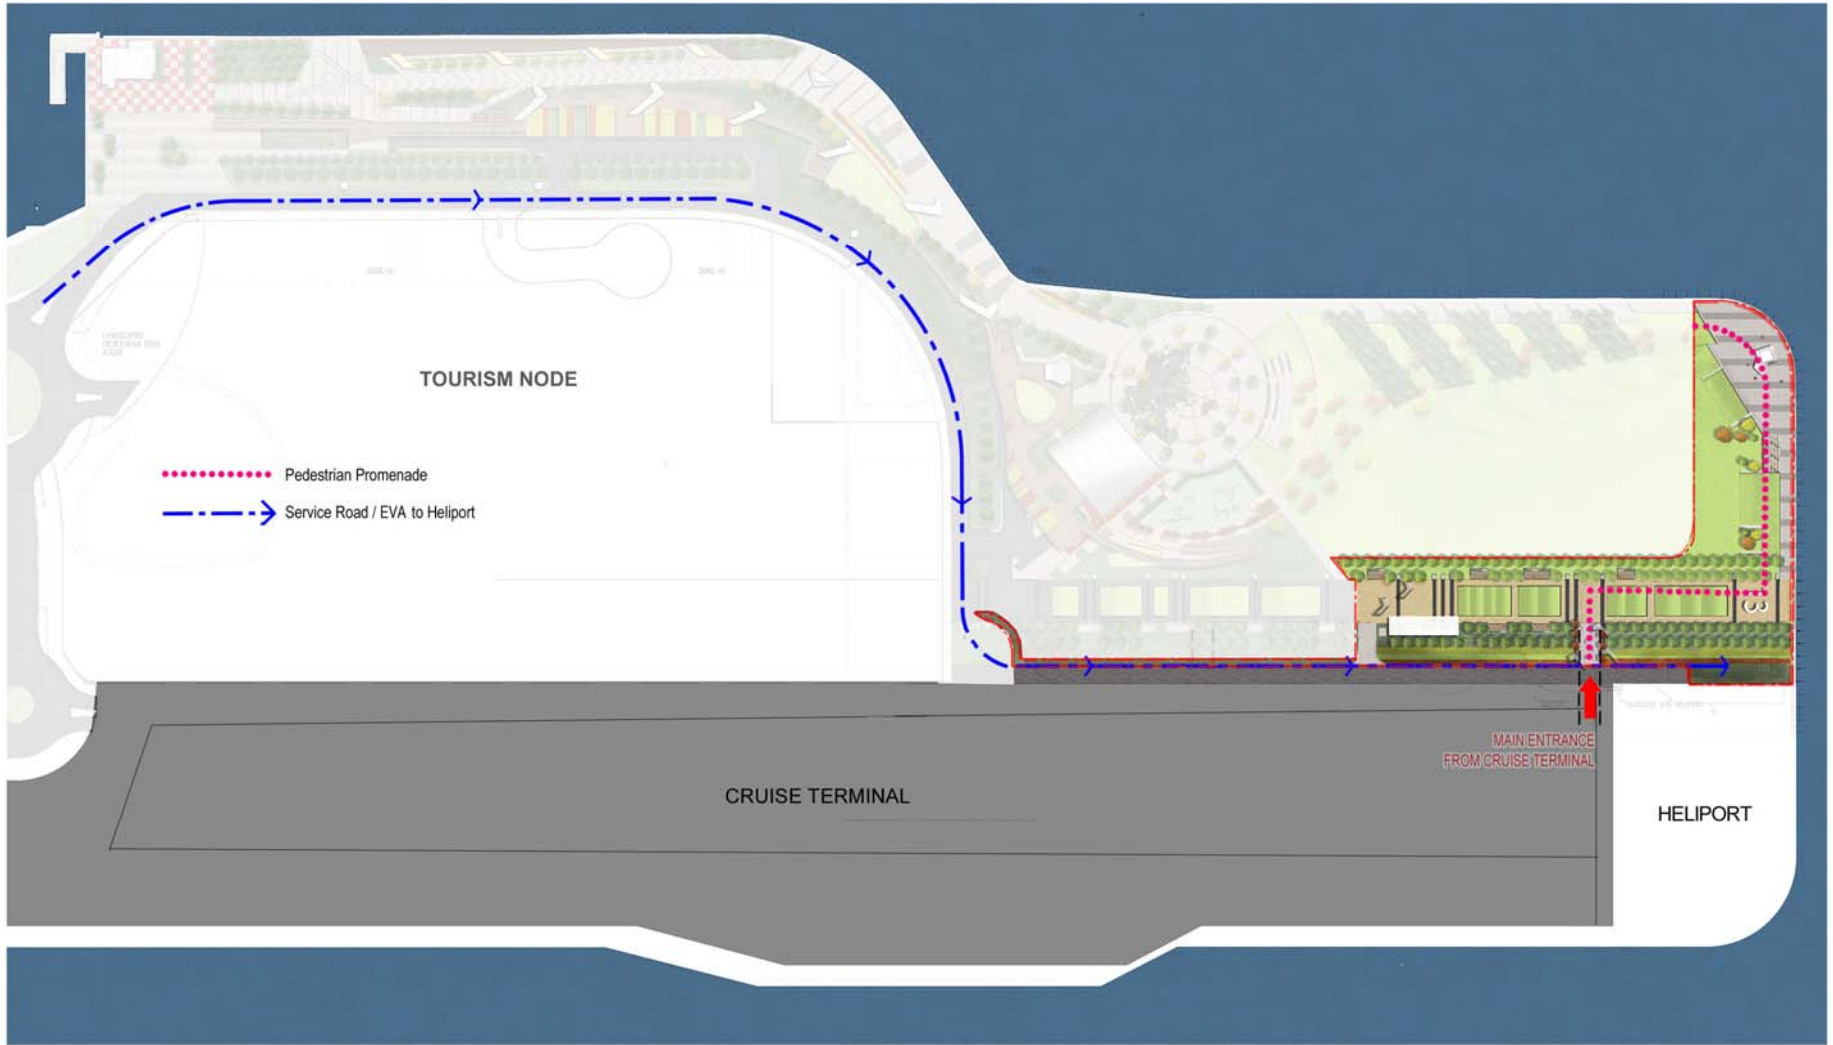 TOURISM NODE
Pedestrian Promenade
Service Road / EVA to Heliport
MAIN ENTRANCE
FROM CRUISE TERMINAL
CRUISE TERMINAL
HELIPORT